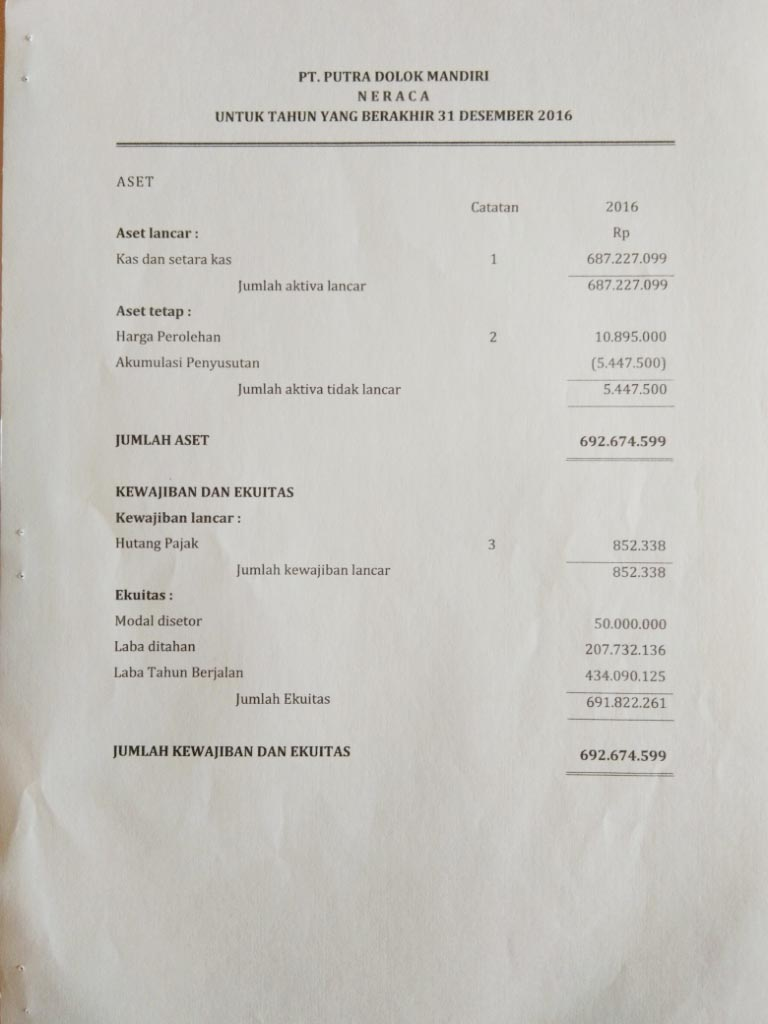 PT. PUTRA DOLOK MANDIRI
N E R A C A
UNTUK TAHUN YANG BERAKHIR 31 DESEMBER 2016
ASET
Catatan 2016
Aset lancar : Rp
Kas dan setara kas 1 687.227.099
Jumlah aktiva lancar 687.227.099
Aset tetap :
Harga Perolehan 2 10.895.000
Akumulasi Penyusutan (5.447.500)
Jumlah aktiva tidak lancar 5.447.500
JUMLAH ASET 692.674.599
KEWAJIBAN DAN EKUITAS
Kewajiban lancar :
Hutang Pajak 3 852.338
Jumlah kewajiban lancar 852.338
Ekuitas :
Modal disetor 50.000.000
Laba ditahan 207.732.136
Laba Tahun Berjalan 434.090.125
Jumlah Ekuitas 691.822.261
JUMLAH KEWAJIBAN DAN EKUITAS 692.674.599